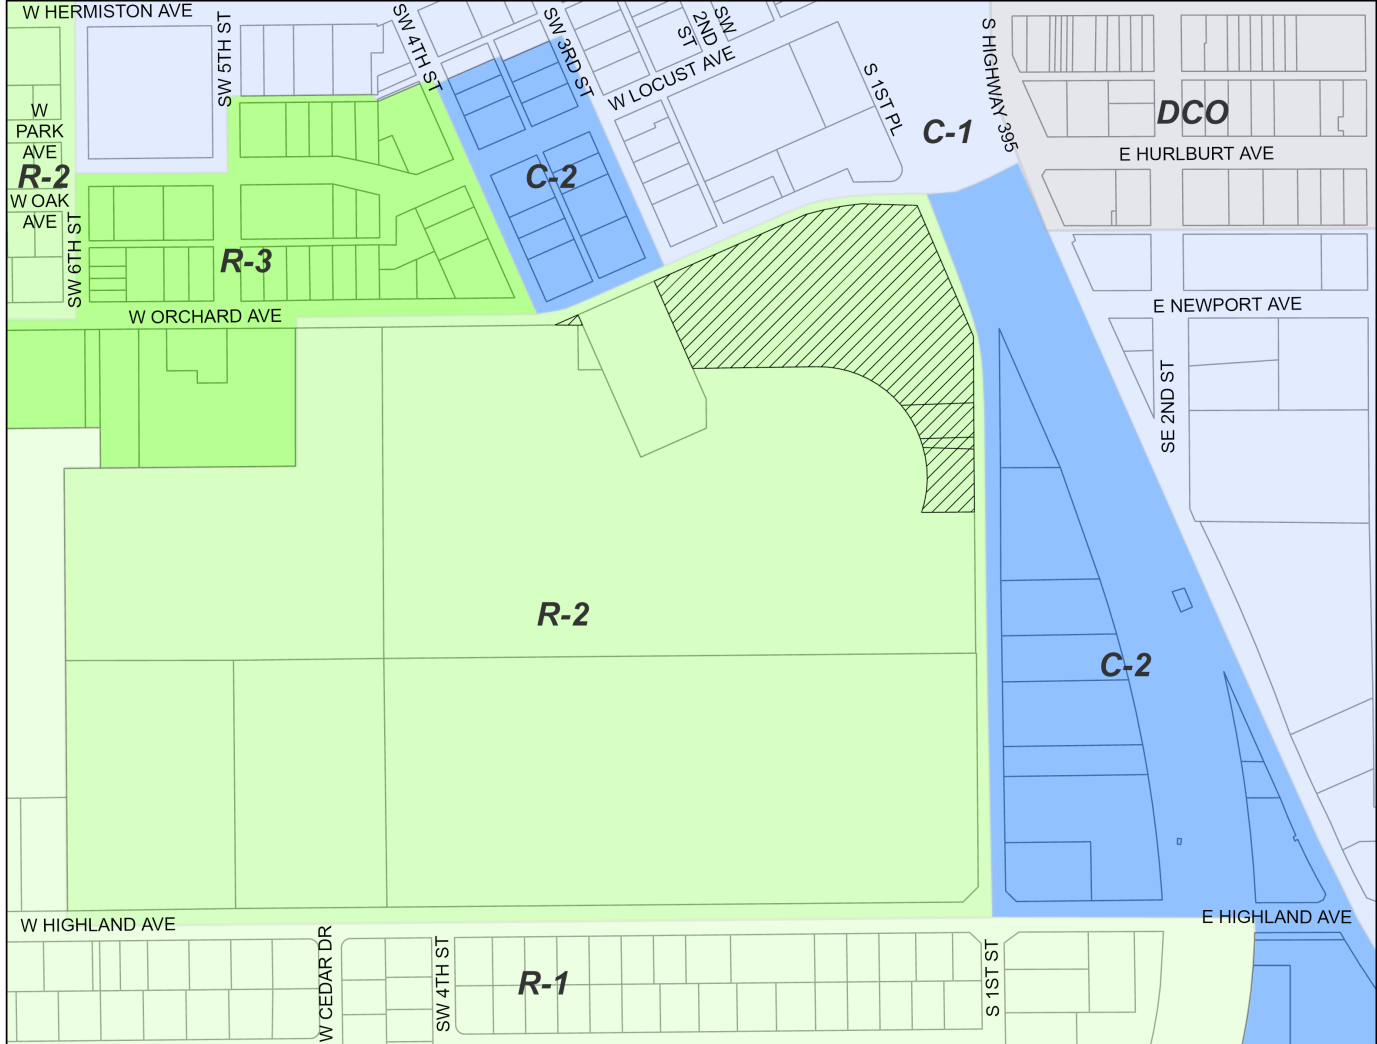 W HERMISTON AVE
SW 5TH ST
SW 4TH ST
SW 3RD ST
SW
2ND
ST
W LOCUST AVE
S 1ST PL
C-1
S HIGHWAY 395
DCO
E HURLBURT AVE
W
PARK
AVE
R-2
W OAK
AVE
SW 6TH ST
R-3
C-2
W ORCHARD AVE
E NEWPORT AVE
SE 2ND ST
R-2
C-2
W HIGHLAND AVE
E HIGHLAND AVE
W CEDAR DR
SW 4TH ST
R-1
S 1ST ST